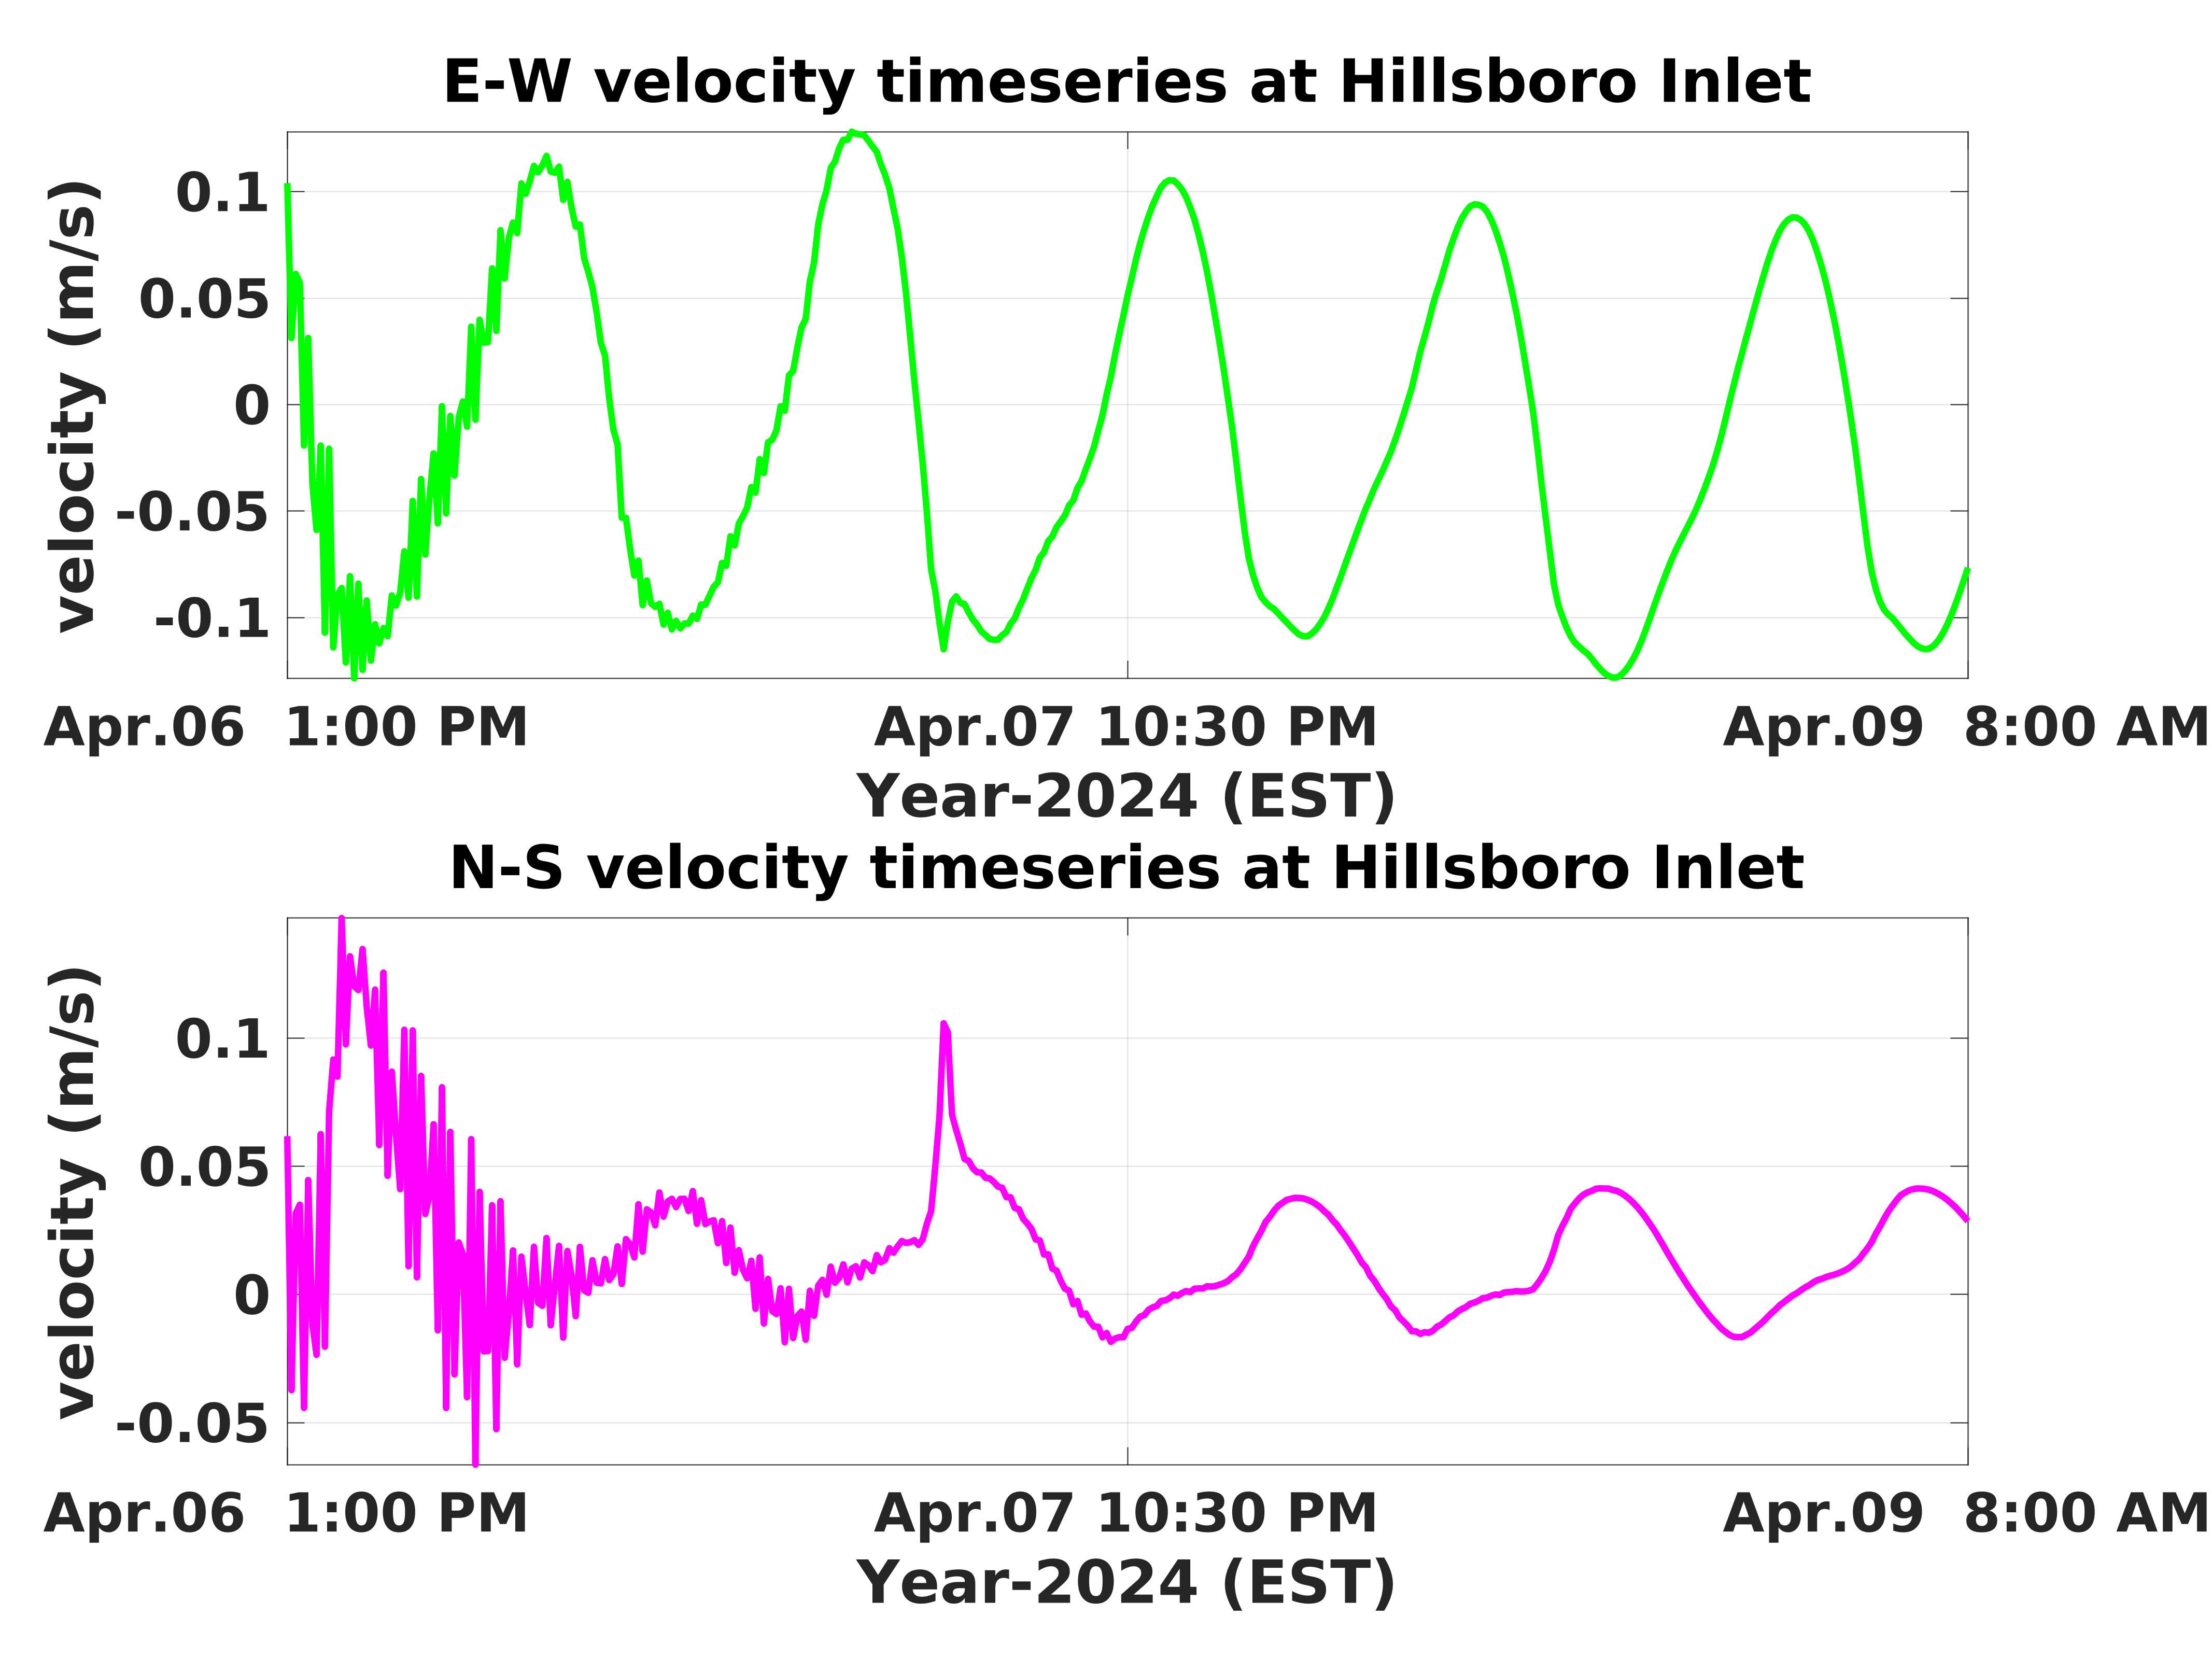 E-W velocity timeseries at Hillsboro Inlet
velocity (m/s)
0.1
0.05
0
-0.05
-0.1
Apr.06  1:00 PM
Apr.07 10:30 PM
Apr.09  8:00 AM
Year-2024 (EST)
N-S velocity timeseries at Hillsboro Inlet
velocity (m/s)
0.1
0.05
0
-0.05
Apr.06  1:00 PM
Apr.07 10:30 PM
Apr.09  8:00 AM
Year-2024 (EST)